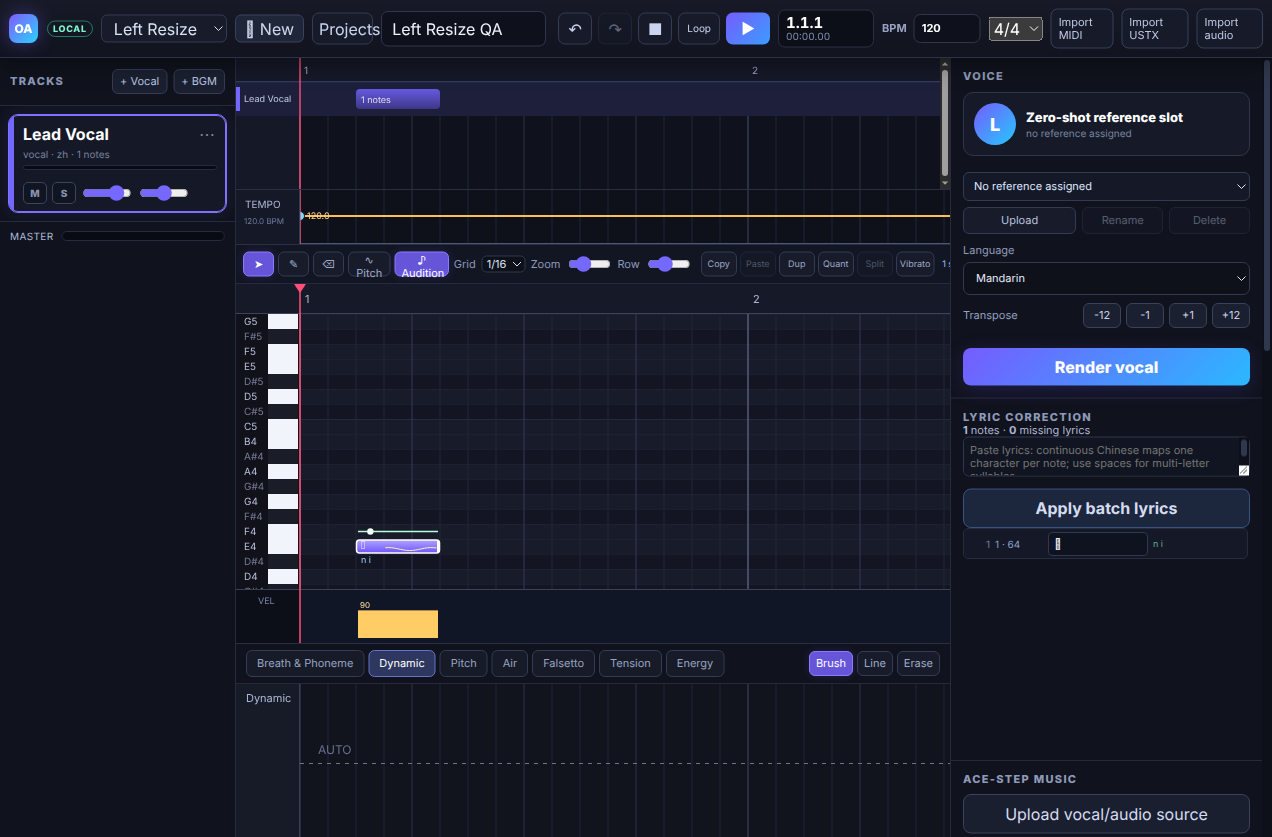 OA
LOCAL
Left Resize
New
Projects
Left Resize QA
Loop
1.1.1
00:00.00
BPM
120
4/4
Import MIDI
Import USTX
Import audio
TRACKS
+ Vocal
+ BGM
Lead Vocal
vocal · zh · 1 notes
M
S
MASTER
1
2
Lead Vocal
1 notes
TEMPO
120.0 BPM
120.0
Pitch
Audition
Grid
1/16
Zoom
Row
Copy
Paste
Dup
Quant
Split
Vibrato
1
2
G5
F#5
F5
E5
D#5
D5
C#5
C5
B4
A#4
A4
G#4
G4
F#4
F4
E4
D#4
D4
n i
VEL
90
Breath & Phoneme
Dynamic
Pitch
Air
Falsetto
Tension
Energy
Brush
Line
Erase
Dynamic
AUTO
VOICE
L
Zero-shot reference slot
no reference assigned
No reference assigned
Upload
Rename
Delete
Language
Mandarin
Transpose
-12
-1
+1
+12
Render vocal
LYRIC CORRECTION
1 notes · 0 missing lyrics
Paste lyrics: continuous Chinese maps one
character per note; use spaces for multi-letter
Apply batch lyrics
1 1 · 64
n i
ACE-STEP MUSIC
Upload vocal/audio source